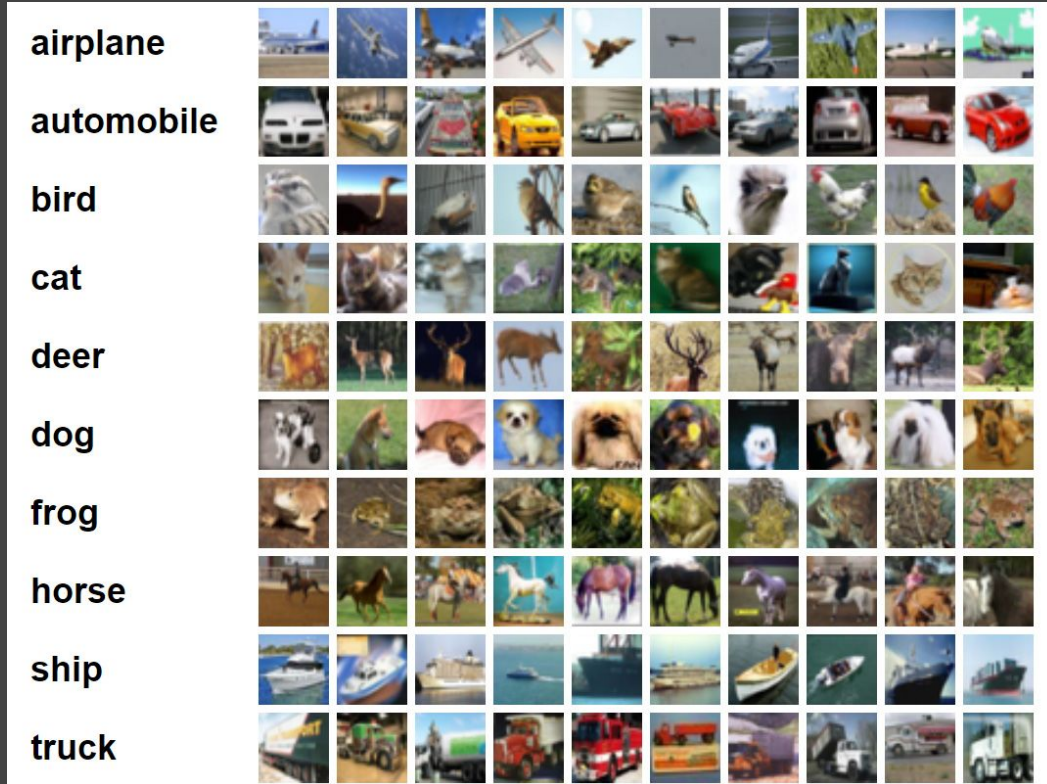 airplane
automobile
bird
cat
deer
dog
frog
horse
ship
truck